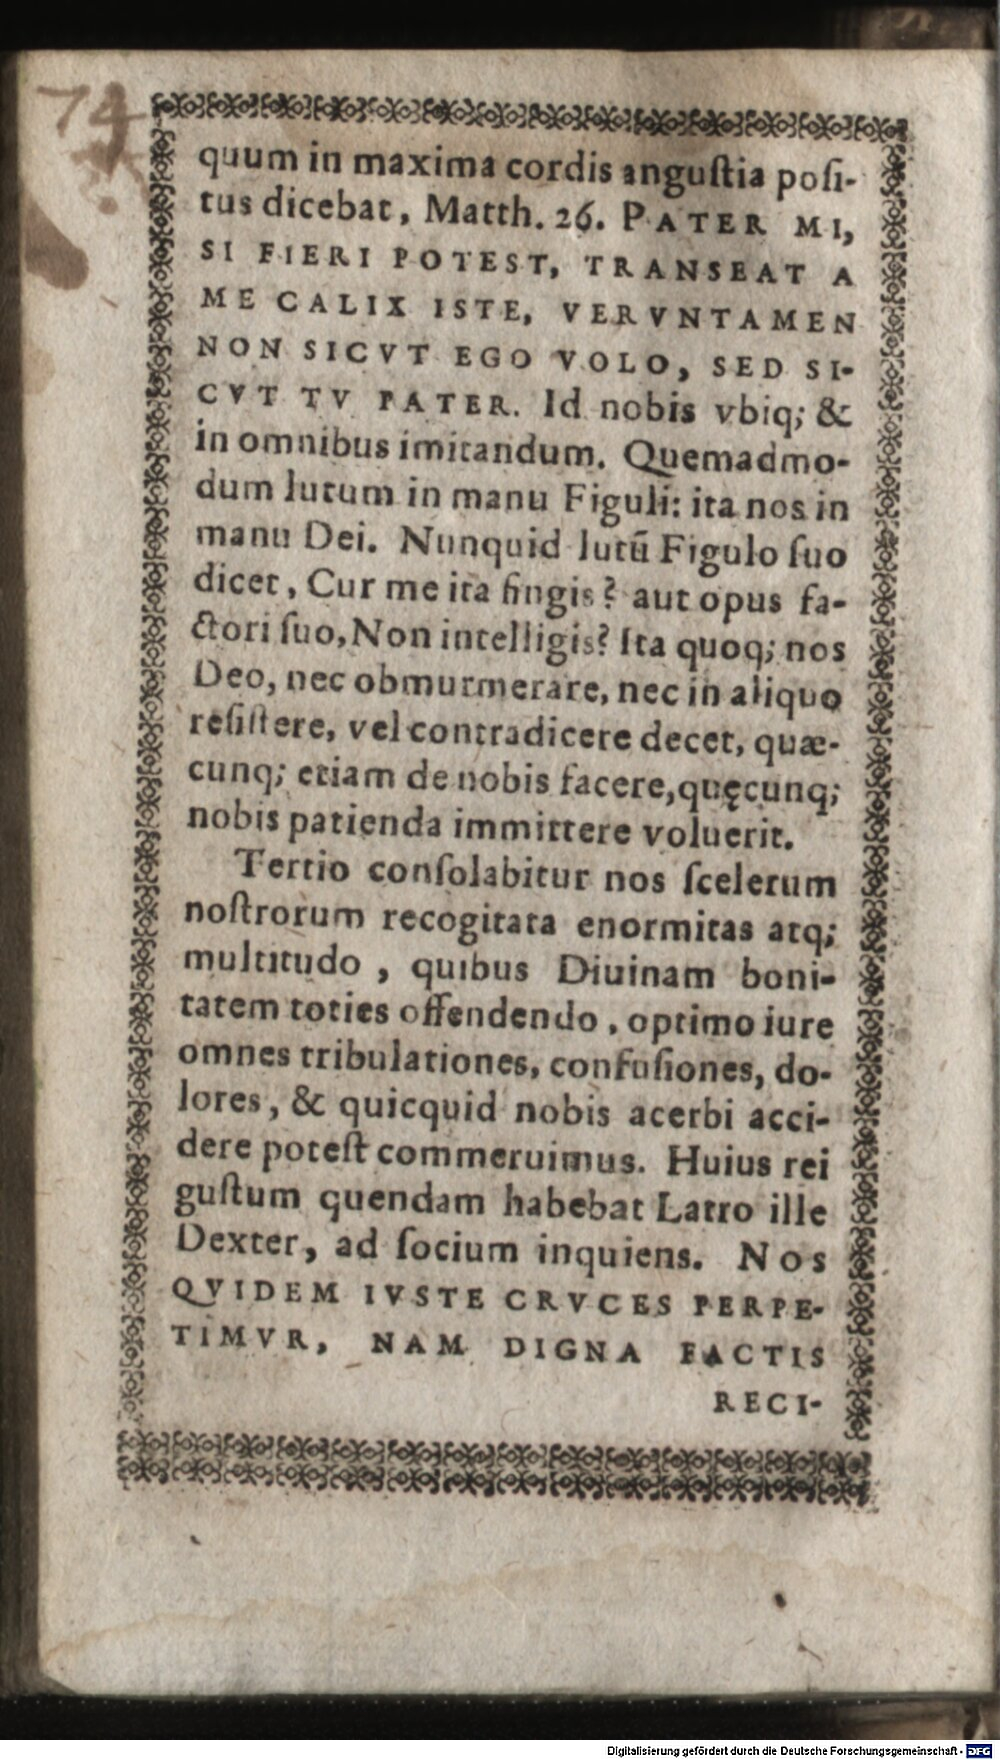 74
quum in maxima cordis anguſtia poſi-
tus dicebat, Matth. 26. PATER MI,
SI FIERI POTEST, TRANSEAT A
ME CALIX ISTE, VERVNTAMEN
NON SICVT EGO VOLO, SED SI-
CVT TV PATER. Id nobis vbiq; &
in omnibus imitandum. Quemadmo-
dum lutum in manu Figuli: ita nos in
manu Dei. Nunquid lutū Figulo ſuo
dicet, Cur me ita fingis? aut opus fa-
ctori ſuo, Non intelligis? Ita quoq; nos
Deo, nec obmurmerare, nec in aliquo
reſiſtere, vel contradicere decet, quæ-
cunq; etiam de nobis facere, quęcunq;
nobis patienda immittere voluerit.
Tertio conſolabitur nos ſcelerum
noſtrorum recogitata enormitas atq;
multitudo, quibus Diuinam boni-
tatem toties offendendo, optimo iure
omnes tribulationes, confuſiones, do-
lores, & quicquid nobis acerbi acci-
dere poteſt commeruimus. Huius rei
guſtum quendam habebat Latro ille
Dexter, ad ſocium inquiens. NOS
QVIDEM IVSTE CRVCES PERPE-
TIMVR, NAM DIGNA FACTIS
RECI-
Digitalisierung gefördert durch die Deutsche Forschungsgemeinschaft - DFG